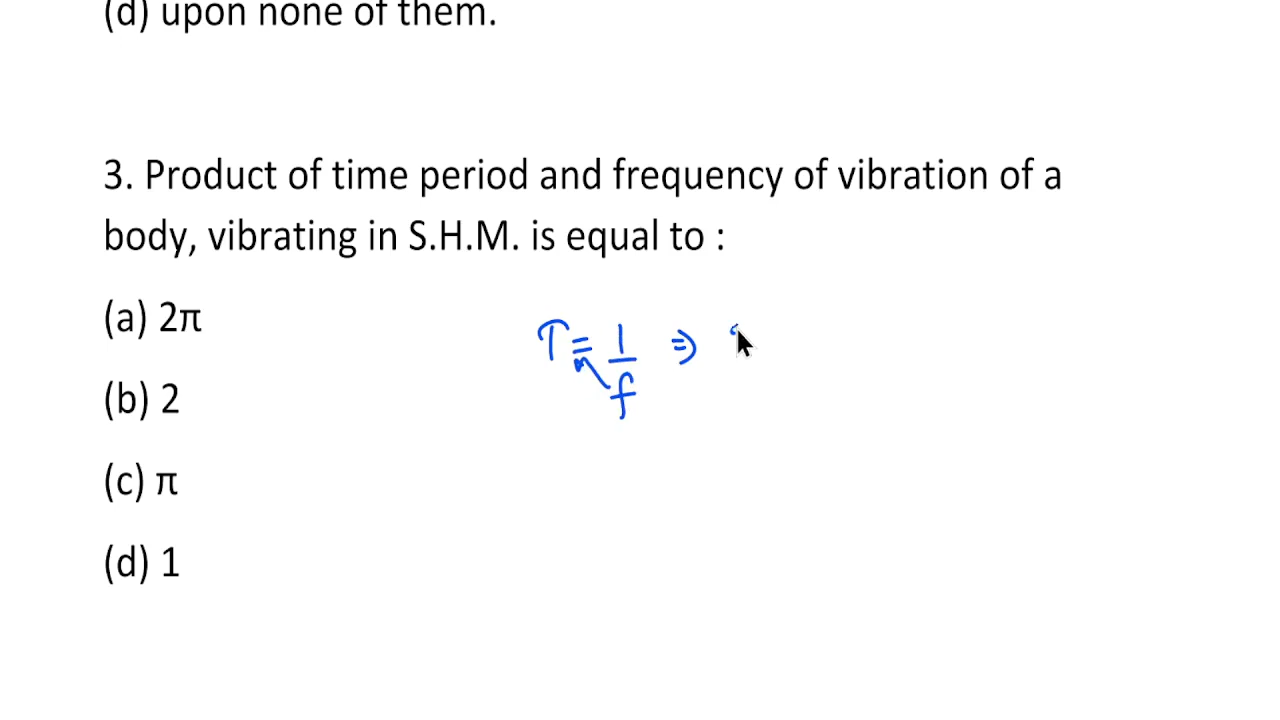 (d) upon none of them.
3. Product of time period and frequency of vibration of a
body, vibrating in S.H.M. is equal to :
(a) 2π
T = 1/f ⇒
(b) 2
(c) π
(d) 1